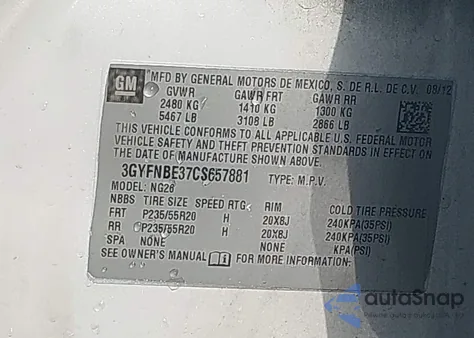 GM
MFD BY GENERAL MOTORS DE MEXICO, S. DE R.L. DE C.V. 08/12
GVWR GAWR FRT GAWR RR
2480 KG 1410 KG 1300 KG
5467 LB 3108 LB 2866 LB
THIS VEHICLE CONFORMS TO ALL APPLICABLE U.S. FEDERAL MOTOR
VEHICLE SAFETY AND THEFT PREVENTION STANDARDS IN EFFECT ON
THE DATE OF MANUFACTURE SHOWN ABOVE.
3GYFNBE37CS657881 TYPE: M.P.V.
MODEL: NG26
NBBS TIRE SIZE SPEED RTG RIM COLD TIRE PRESSURE
FRT P235/55R20 H 20X8J 240KPA(35PSI)
RR P235/55R20 H 20X8J 240KPA(35PSI)
SPA NONE NONE KPA(PSI)
SEE OWNER'S MANUAL FOR MORE INFORMATION.
autoSnap